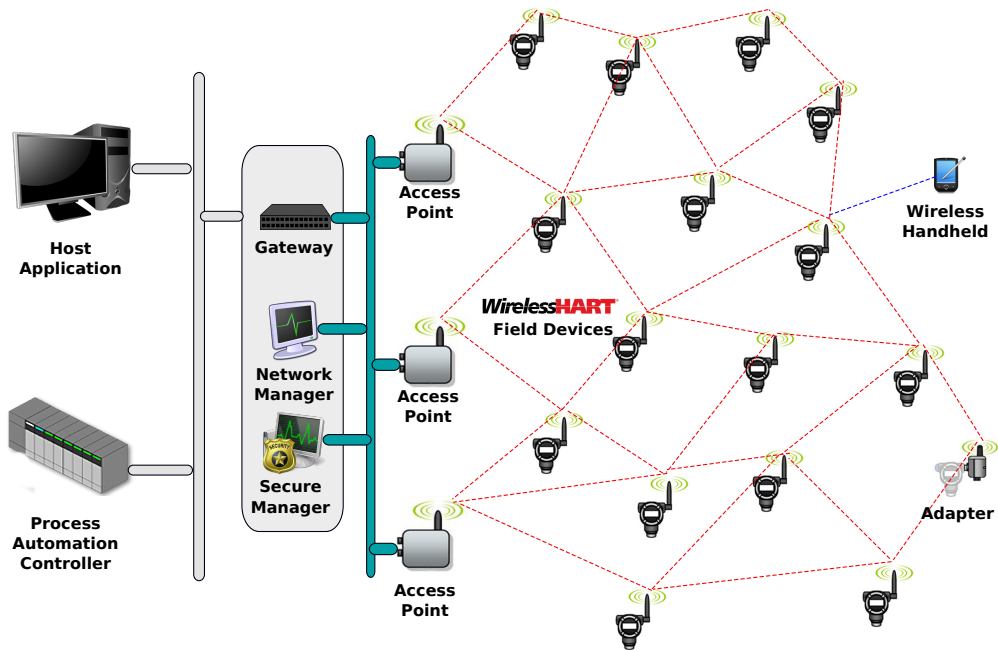 Host
Application
Process
Automation
Controller
Gateway
Network
Manager
SECURITY
Secure
Manager
Access
Point
Access
Point
Access
Point
WirelessHART
Field Devices
Wireless
Handheld
Adapter